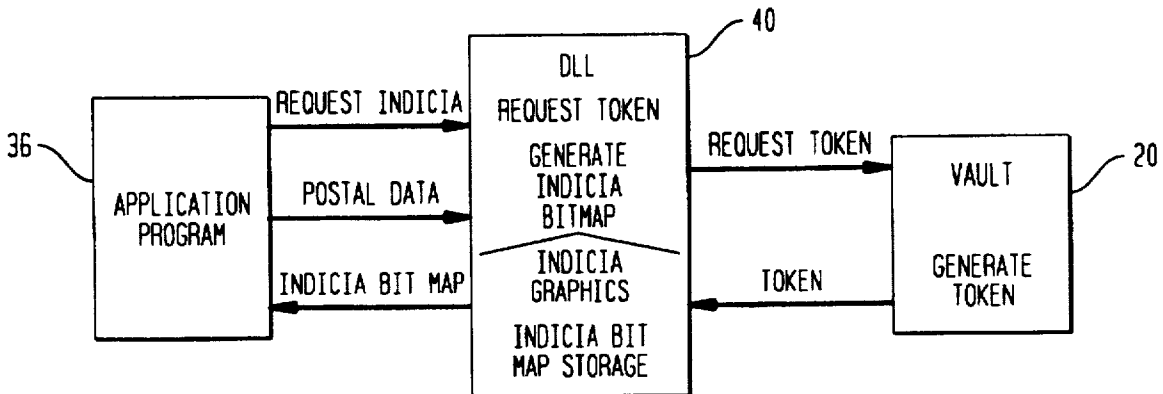 40
DLL
REQUEST INDICIA
REQUEST TOKEN
36
GENERATE
INDICIA
BITMAP
REQUEST TOKEN
20
VAULT
APPLICATION
PROGRAM
POSTAL DATA
INDICIA BIT MAP
INDICIA
GRAPHICS
TOKEN
GENERATE
TOKEN
INDICIA BIT
MAP STORAGE